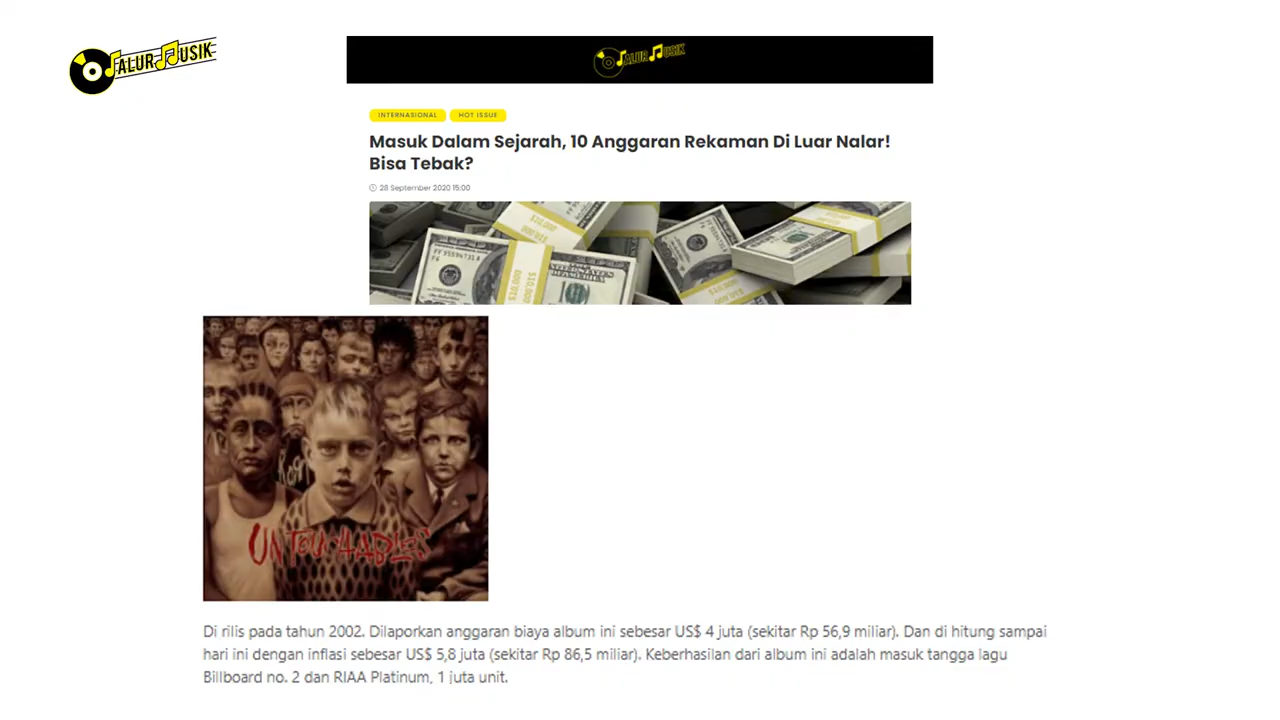 JALUR MUSIK
JALUR MUSIK
INTERNASIONAL HOT ISSUE
Masuk Dalam Sejarah, 10 Anggaran Rekaman Di Luar Nalar!
Bisa Tebak?
28 September 2020 15:00
UNTOUCHABLES
Di rilis pada tahun 2002. Dilaporkan anggaran biaya album ini sebesar US$ 4 juta (sekitar Rp 56,9 miliar). Dan di hitung sampai
hari ini dengan inflasi sebesar US$ 5,8 juta (sekitar Rp 86,5 miliar). Keberhasilan dari album ini adalah masuk tangga lagu
Billboard no. 2 dan RIAA Platinum, 1 juta unit.